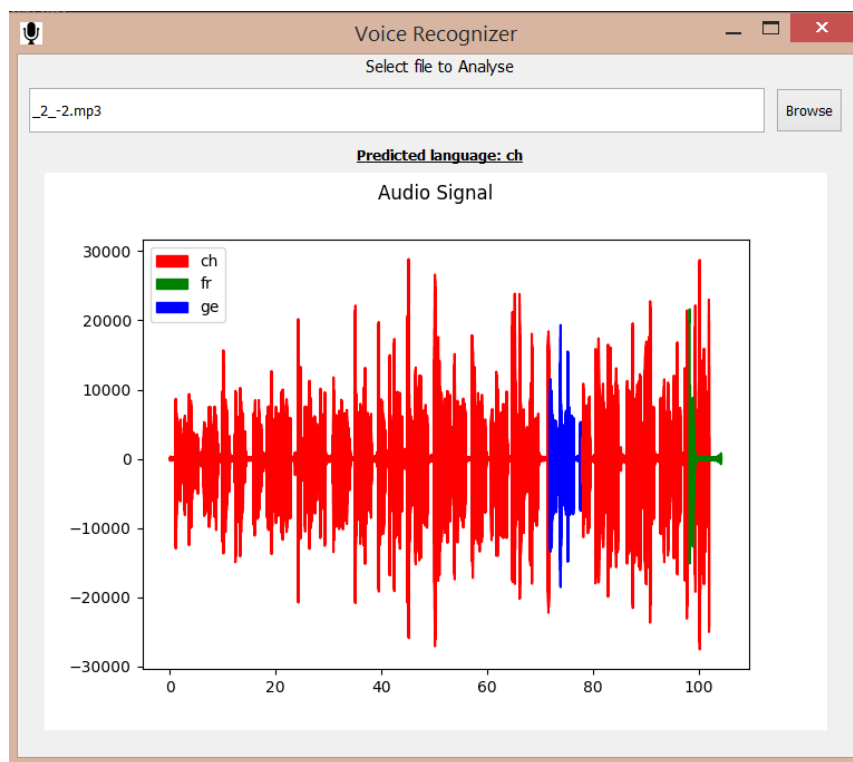 Voice Recognizer
Select file to Analyse
_2_-2.mp3
Browse
Predicted language: ch
Audio Signal
30000
20000
10000
0
−10000
−20000
−30000
ch
fr
ge
0 20 40 60 80 100